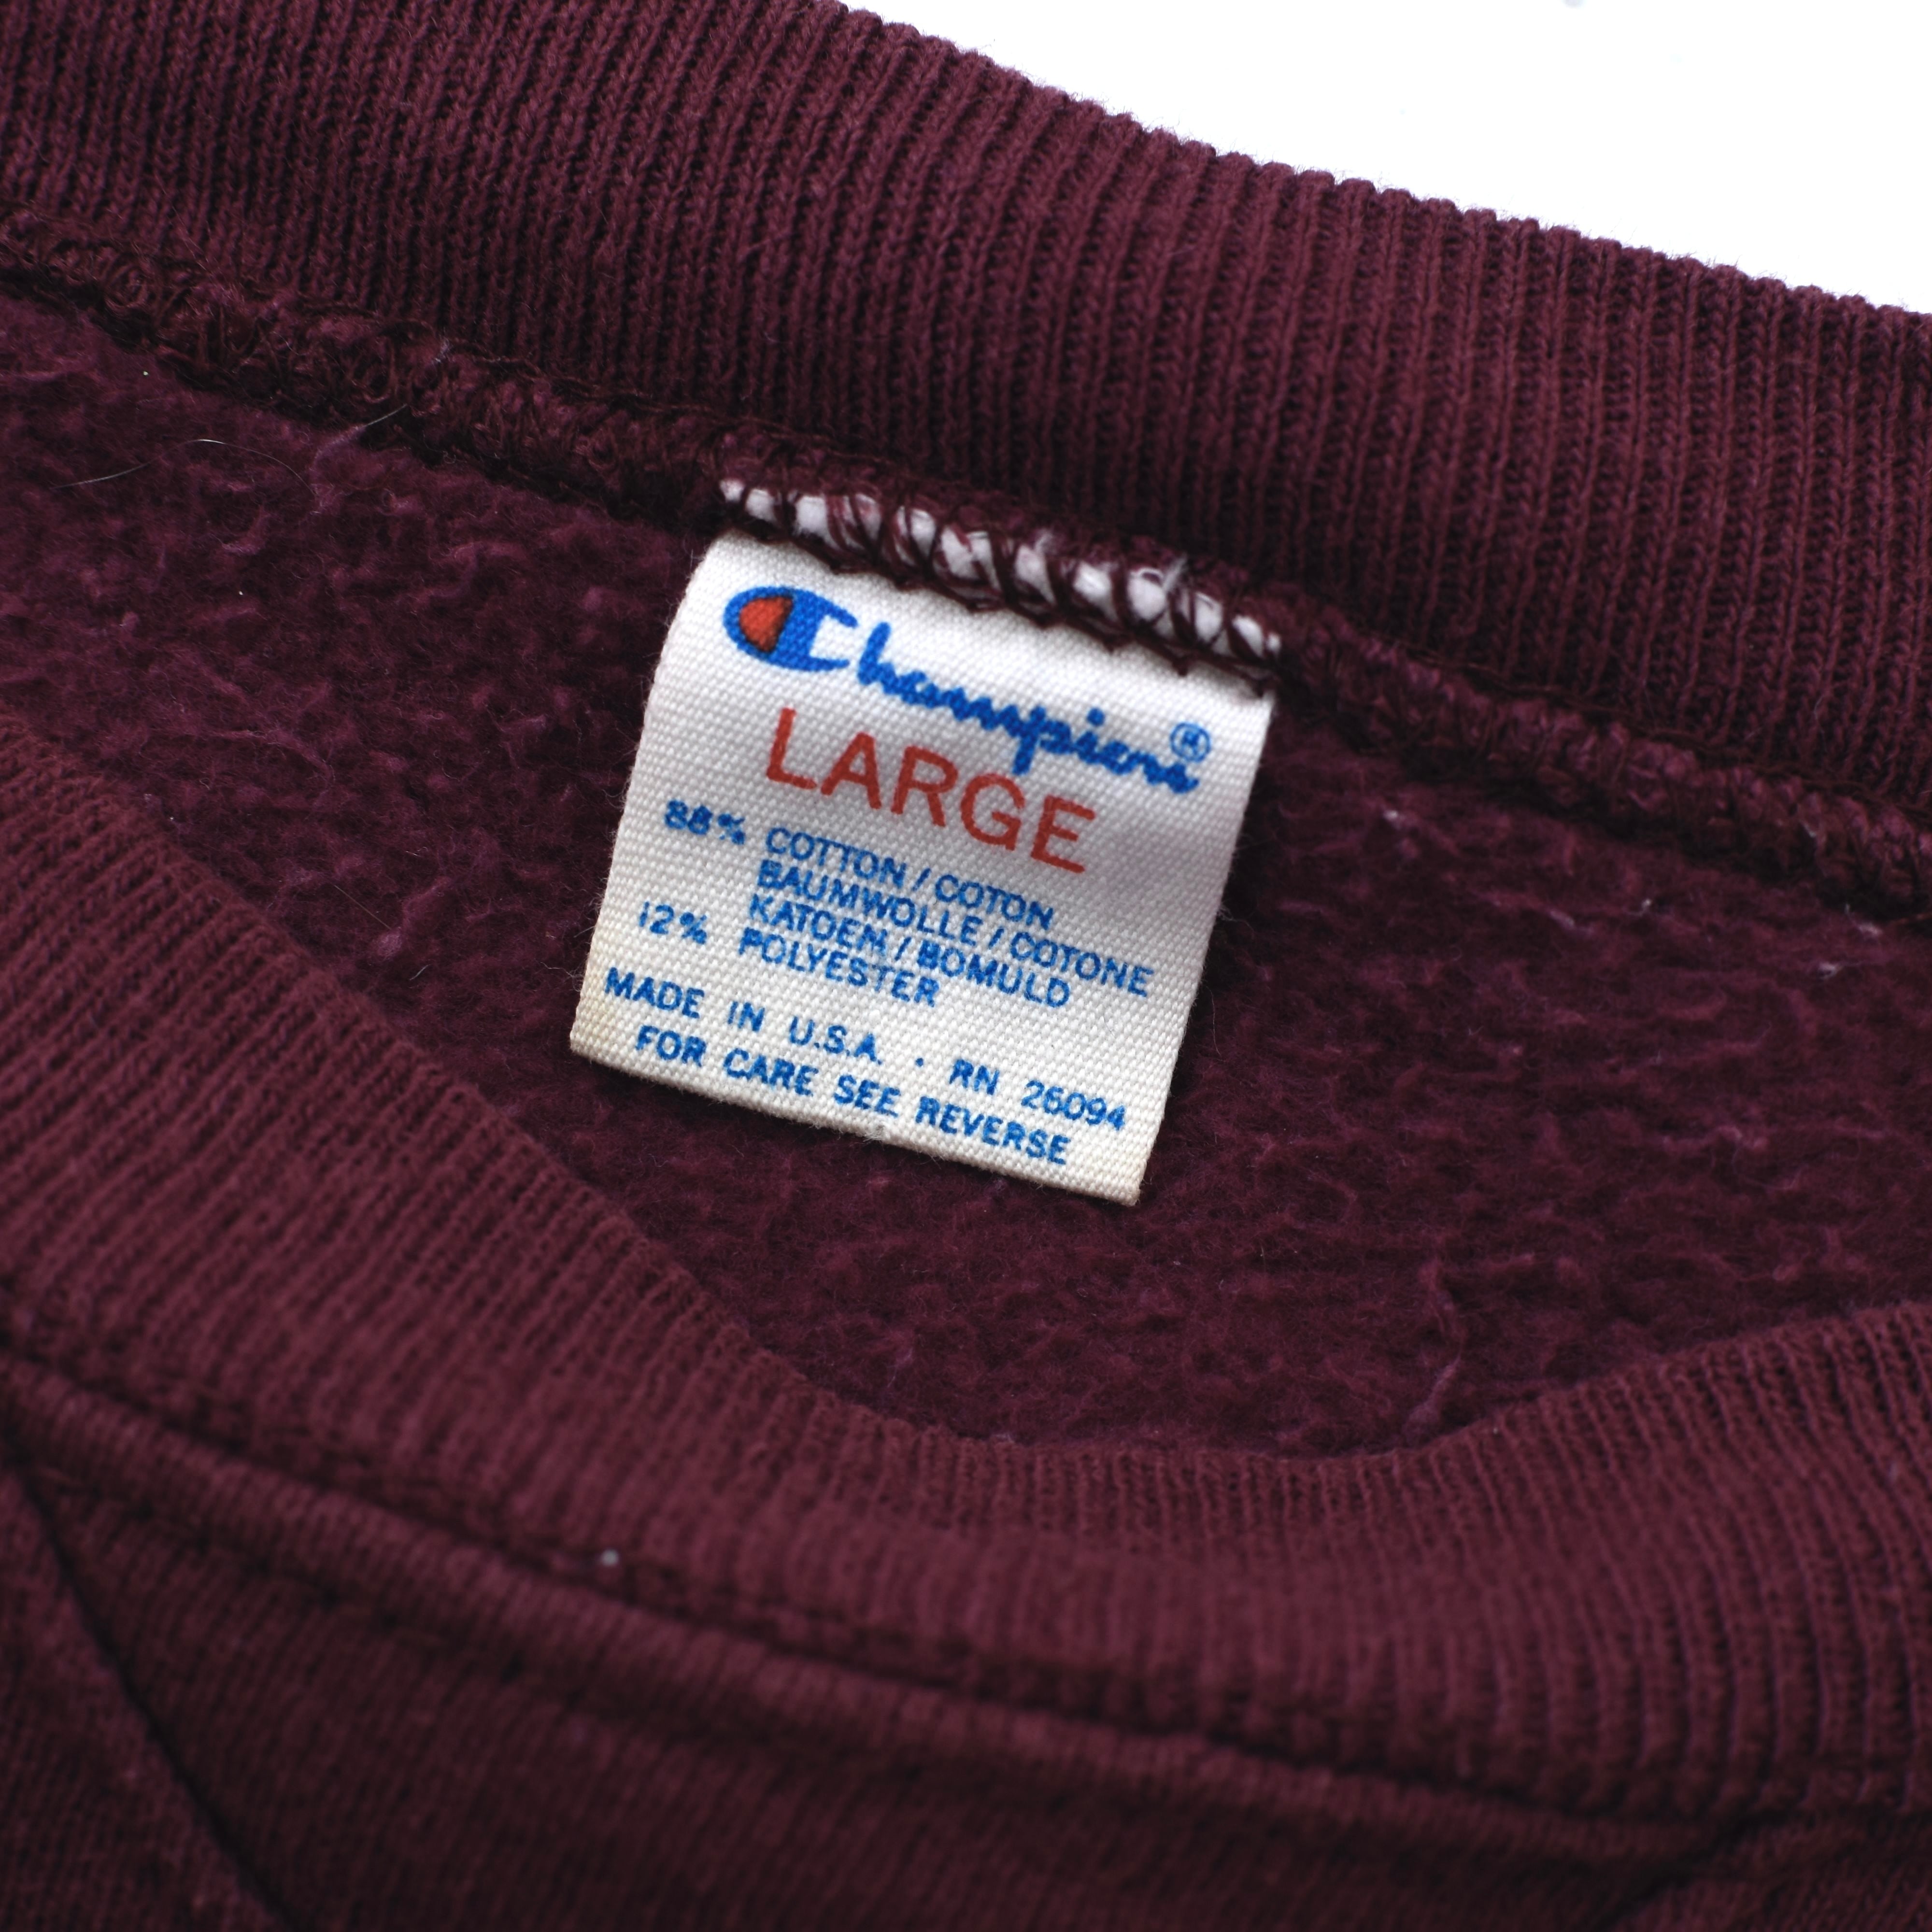 Champion®
LARGE
88% COTTON / COTON
BAUMWOLLE / COTONE
KATOEN / BOMULD
12% POLYESTER
MADE IN U.S.A. · RN 26094
FOR CARE SEE REVERSE